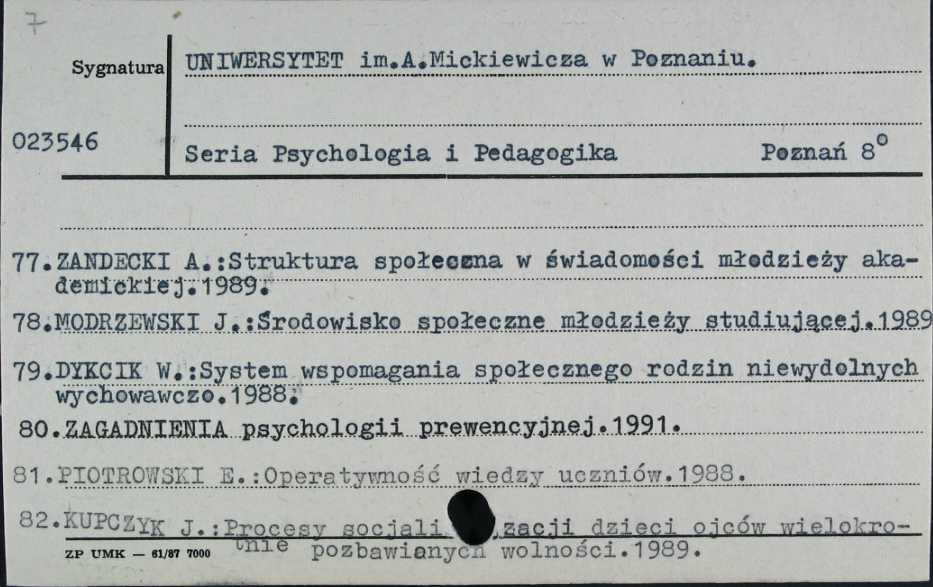 7
Sygnatura
UNIWERSYTET im.A.Mickiewicza w Poznaniu.
023546
Seria Psychologia i Pedagogika Poznań 8°
77.ZANDECKI A.:Struktura społeczna w świadomości młodzieży aka-
demickiej.1989.
78.MODRZEWSKI J.:Środowisko społeczne młodzieży studiującej.1989
79.DYKCIK W.:System wspomagania społecznego rodzin niewydolnych
wychowawczo.1988.
80.ZAGADNIENIA psychologii prewencyjnej.1991.
81.PIOTROWSKI E.:Operatywność wiedzy uczniów.1988.
82.KUPCZYK J.:Procesy socjali zacji dzieci ojców wielokro-
tnie pozbawianych wolności.1989.
ZP UMK — 61/87 7000